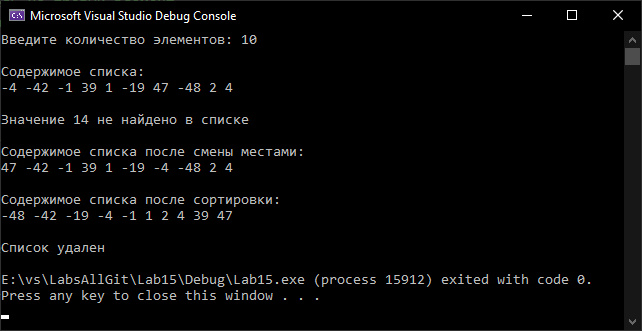 Microsoft Visual Studio Debug Console
Введите количество элементов: 10
Содержимое списка:
-4 -42 -1 39 1 -19 47 -48 2 4
Значение 14 не найдено в списке
Содержимое списка после смены местами:
47 -42 -1 39 1 -19 -4 -48 2 4
Содержимое списка после сортировки:
-48 -42 -19 -4 -1 1 2 4 39 47
Список удален
E:\vs\LabsAllGit\Lab15\Debug\Lab15.exe (process 15912) exited with code 0.
Press any key to close this window . . .